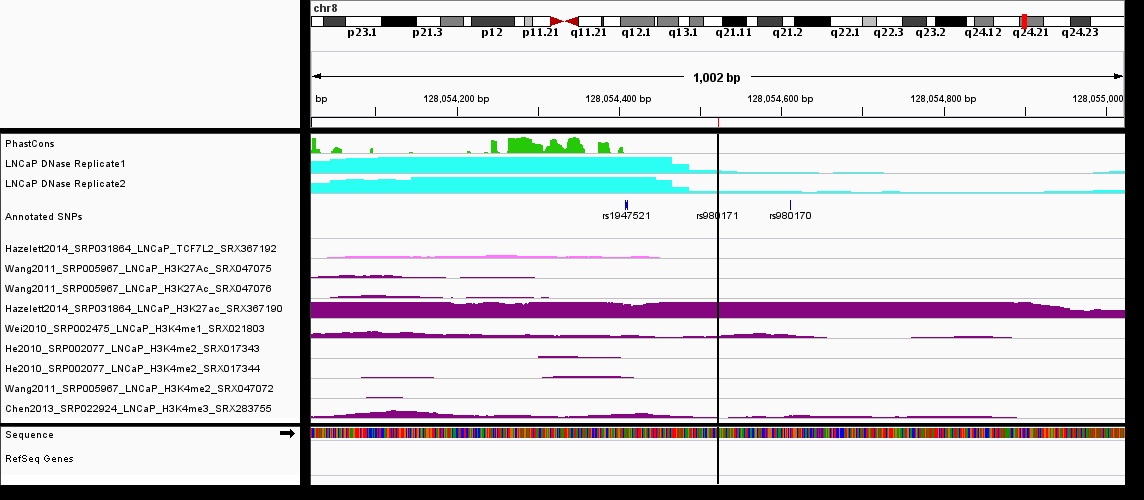 chr8
p23.1 p21.3 p12 p11.21 q11.21 q12.1 q13.1 q21.11 q21.2 q22.1 q22.3 q23.2 q24.12 q24.21 q24.23
1,002 bp
bp 128,054,200 bp 128,054,400 bp 128,054,600 bp 128,054,800 bp 128,055,000
PhastCons
LNCaP DNase Replicate1
LNCaP DNase Replicate2
Annotated SNPs
rs1947521 rs980171 rs980170
Hazelett2014_SRP031864_LNCaP_TCF7L2_SRX367192
Wang2011_SRP005967_LNCaP_H3K27Ac_SRX047075
Wang2011_SRP005967_LNCaP_H3K27Ac_SRX047076
Hazelett2014_SRP031864_LNCaP_H3K27ac_SRX367190
Wei2010_SRP002475_LNCaP_H3K4me1_SRX021803
He2010_SRP002077_LNCaP_H3K4me2_SRX017343
He2010_SRP002077_LNCaP_H3K4me2_SRX017344
Wang2011_SRP005967_LNCaP_H3K4me2_SRX047072
Chen2013_SRP022924_LNCaP_H3K4me3_SRX283755
Sequence
RefSeq Genes